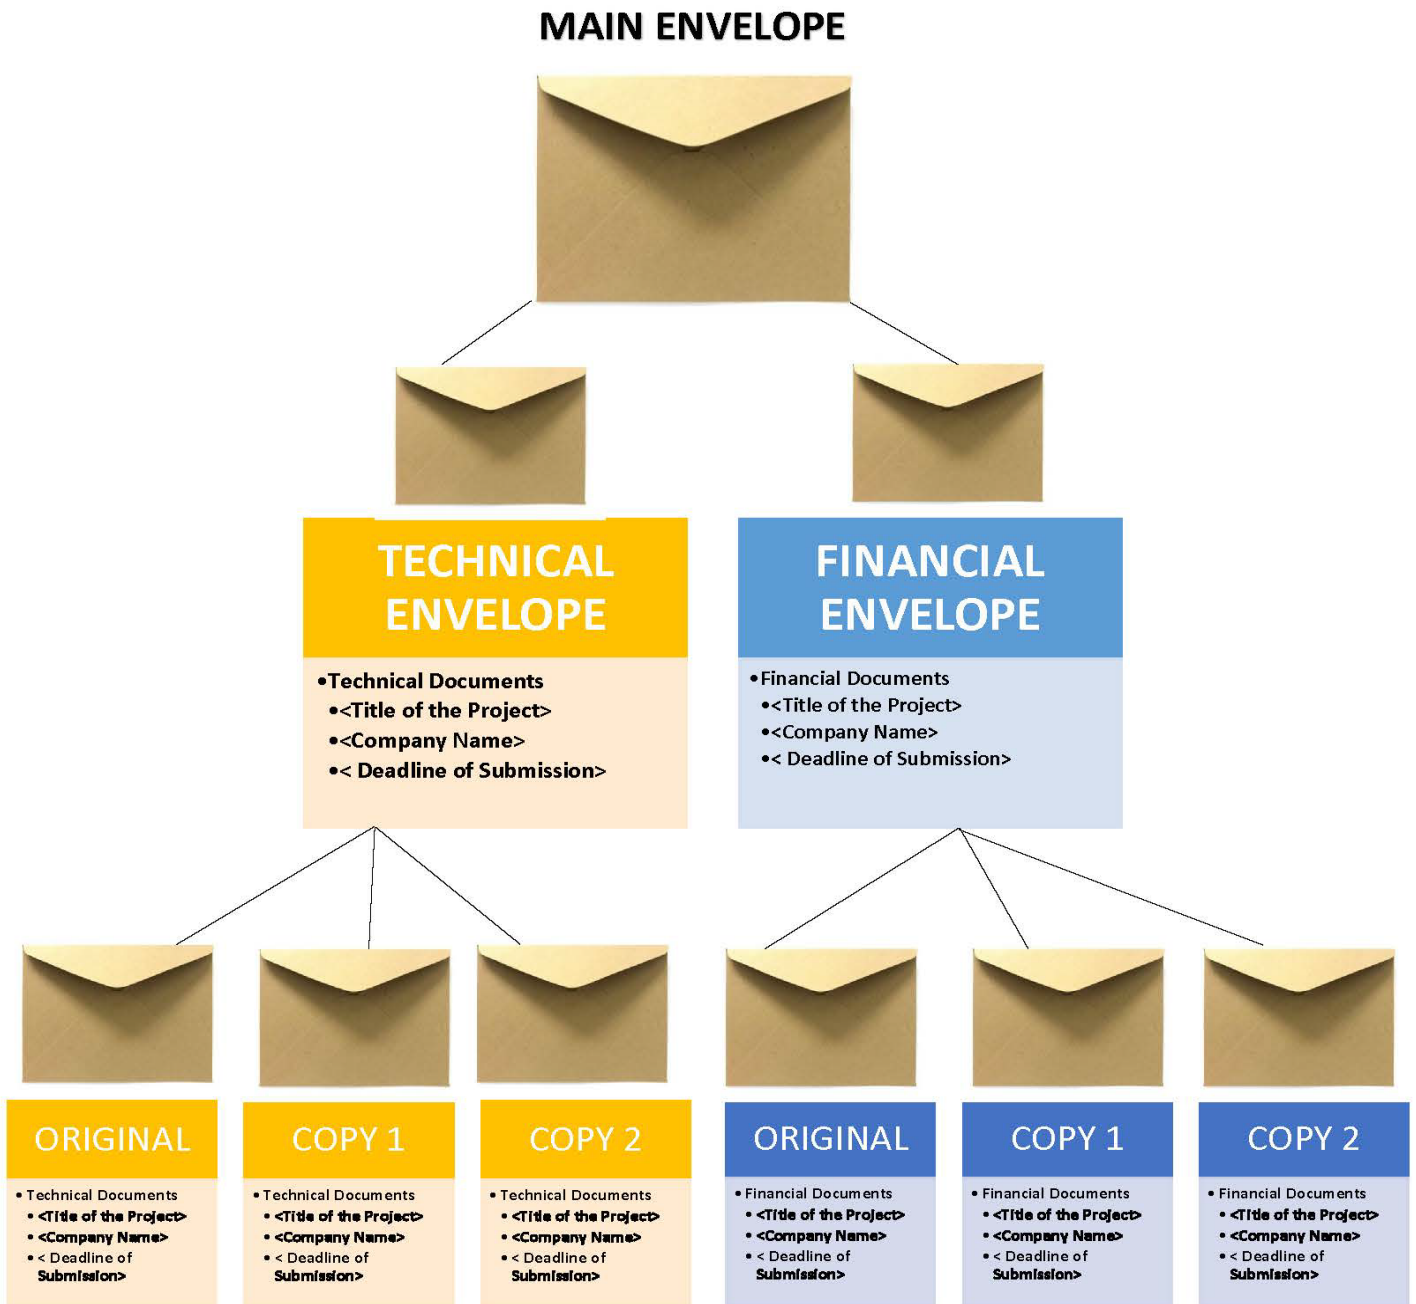 MAIN ENVELOPE
TECHNICAL
ENVELOPE
•Technical Documents
•<Title of the Project>
•<Company Name>
•< Deadline of Submission>
FINANCIAL
ENVELOPE
•Financial Documents
•<Title of the Project>
•<Company Name>
•< Deadline of Submission>
ORIGINAL
• Technical Documents
• <Title of the Project>
• <Company Name>
• < Deadline of
Submission>
COPY 1
• Technical Documents
• <Title of the Project>
• <Company Name>
• < Deadline of
Submission>
COPY 2
• Technical Documents
• <Title of the Project>
• <Company Name>
• < Deadline of
Submission>
ORIGINAL
• Financial Documents
• <Title of the Project>
• <Company Name>
• < Deadline of
Submission>
COPY 1
• Financial Documents
• <Title of the Project>
• <Company Name>
• < Deadline of
Submission>
COPY 2
• Financial Documents
• <Title of the Project>
• <Company Name>
• < Deadline of
Submission>